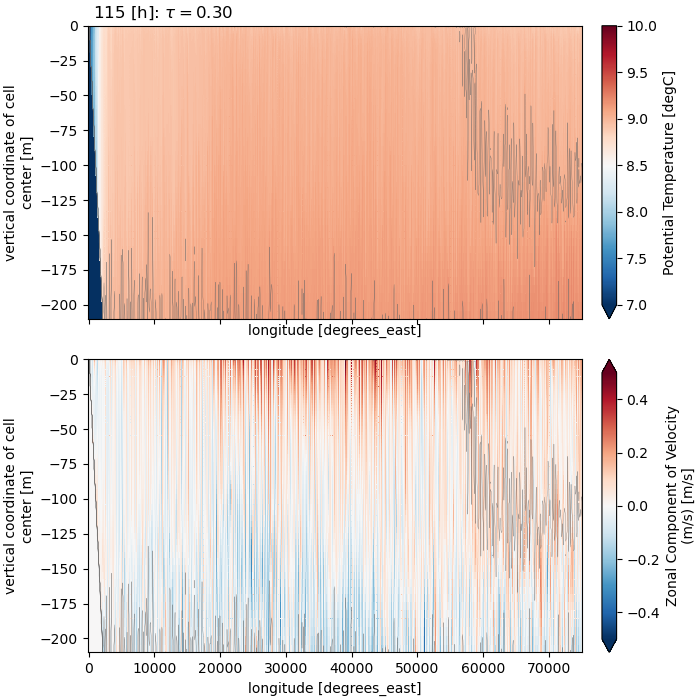 115 [h]: τ = 0.30
0
−25
−50
−75
−100
−125
−150
−175
−200
vertical coordinate of cell
center [m]
longitude [degrees_east]
10.0
9.5
9.0
8.5
8.0
7.5
7.0
Potential Temperature [degC]
0
−25
−50
−75
−100
−125
−150
−175
−200
vertical coordinate of cell
center [m]
0 10000 20000 30000 40000 50000 60000 70000
longitude [degrees_east]
0.4
0.2
0.0
−0.2
−0.4
Zonal Component of Velocity
(m/s) [m/s]